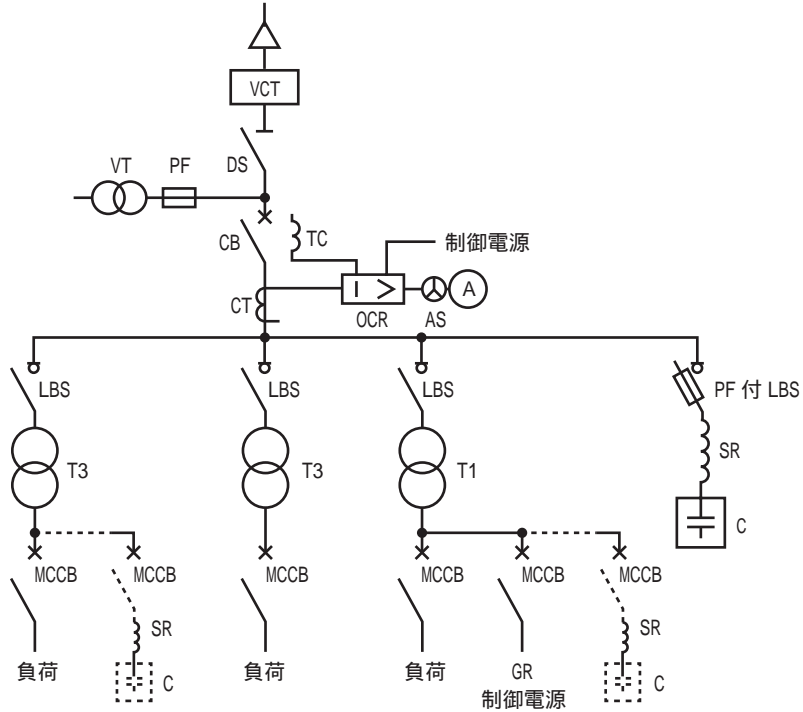 VCT
VT
PF
DS
CB
TC
制御電源
CT
OCR
AS
A
LBS
LBS
LBS
PF 付 LBS
T3
T3
T1
SR
C
MCCB
MCCB
MCCB
MCCB
MCCB
MCCB
SR
SR
負荷
C
負荷
負荷
GR
制御電源
C